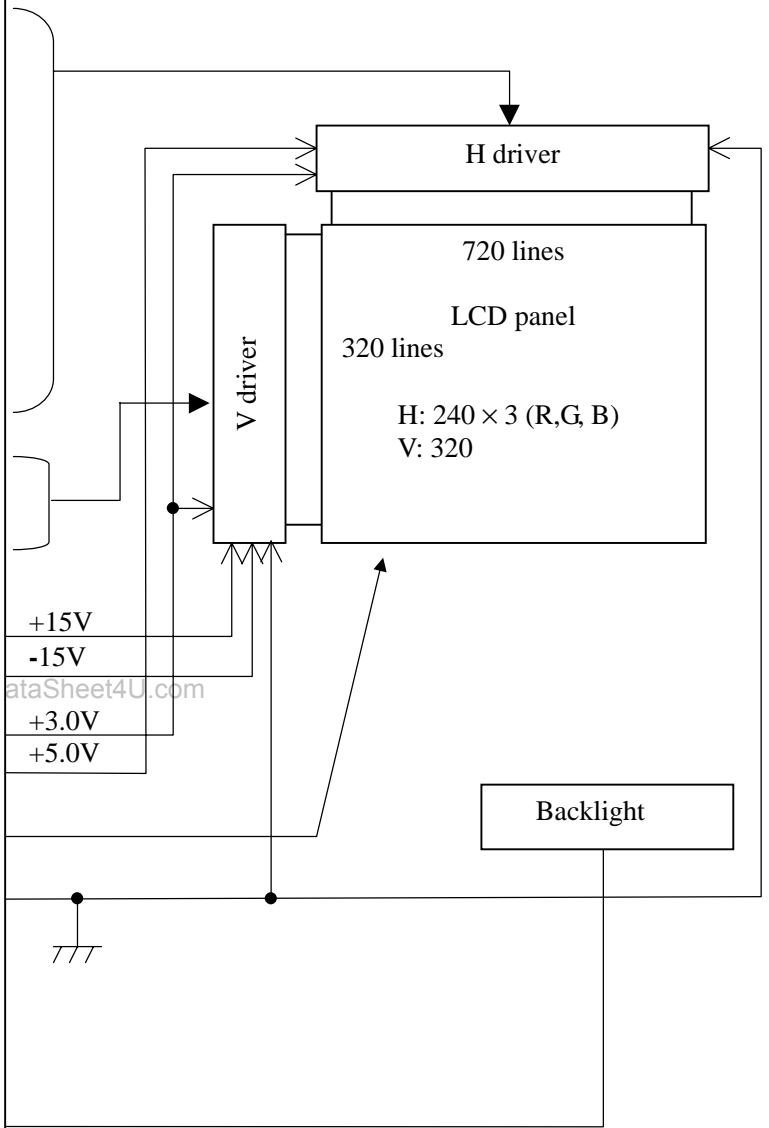 H driver
720 lines
LCD panel
320 lines
V driver
H: 240 × 3 (R,G, B)
V: 320
+15V
-15V
ataSheet4U.com
+3.0V
+5.0V
Backlight